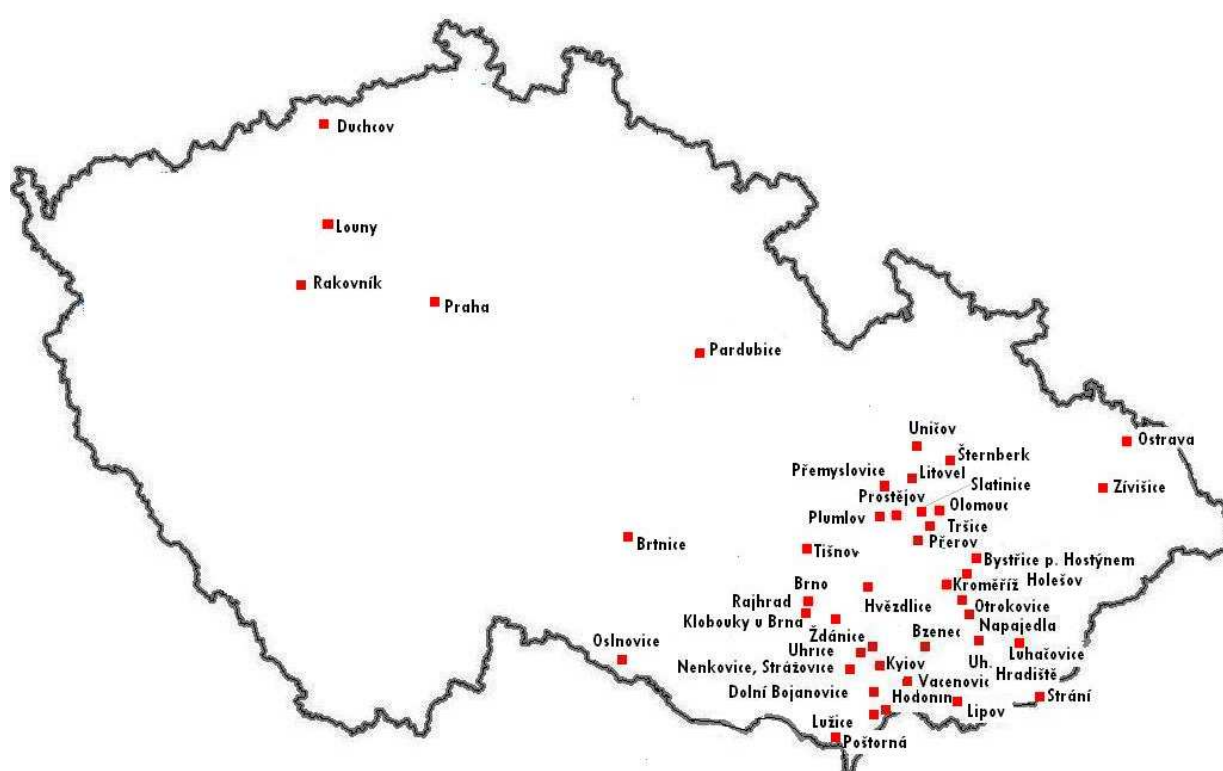 Duchcov
Louny
Rakovník
Praha
Pardubice
Uničov
Ostrava
Šternberk
Přemyslovice
Litovel
Slatinice
Zívišice
Prostějov
Olomouc
Plumlov
Tršice
Přerov
Brtnice
Tišnov
Bystřice p. Hostýnem
Holešov
Brno
Kroměříž
Rajhrad
Hvězdlice
Otrokovice
Klobouky u Brna
Napajedla
Ždánice
Bzenec
Oslnovice
Uhrice
Luhačovice
Uh.
Hradiště
Nenkovice, Strážovice
Kyjov
Vacenovic
Dolní Bojanovice
Hodonín
Strání
Lipov
Lužice
Poštorná